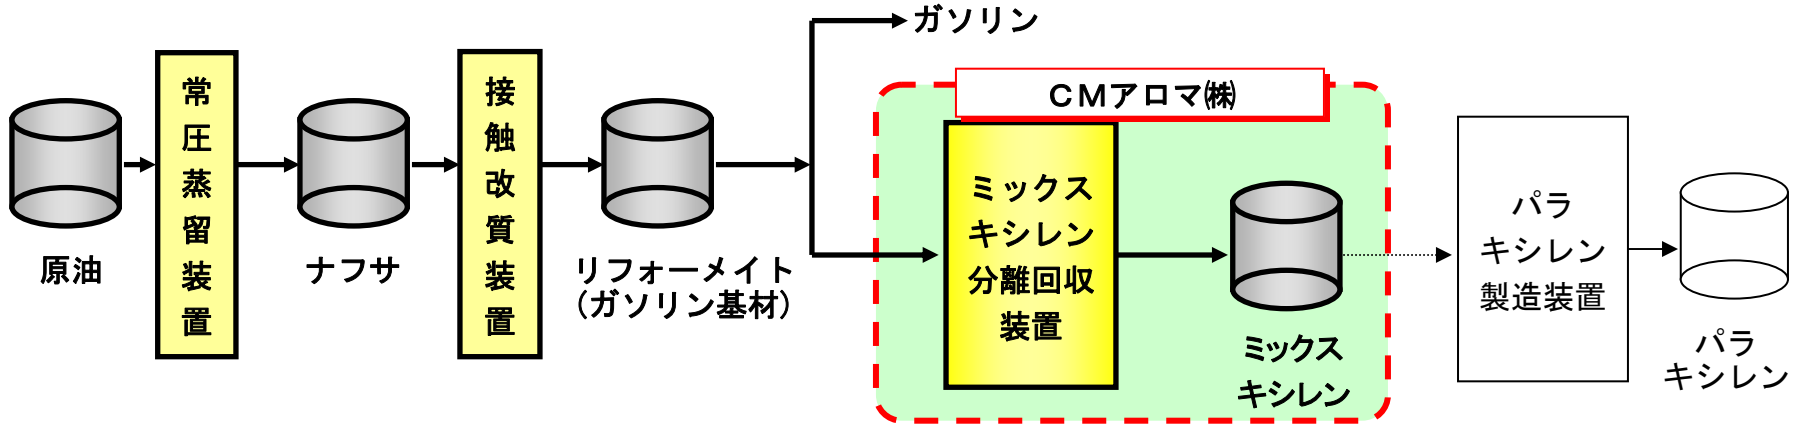 ガソリン
CMアロマ㈱
常圧蒸留装置
接触改質装置
原油
ナフサ
リフォーメイト
(ガソリン基材)
ミックス
キシレン
分離回収
装置
ミックス
キシレン
パラ
キシレン
製造装置
パラ
キシレン